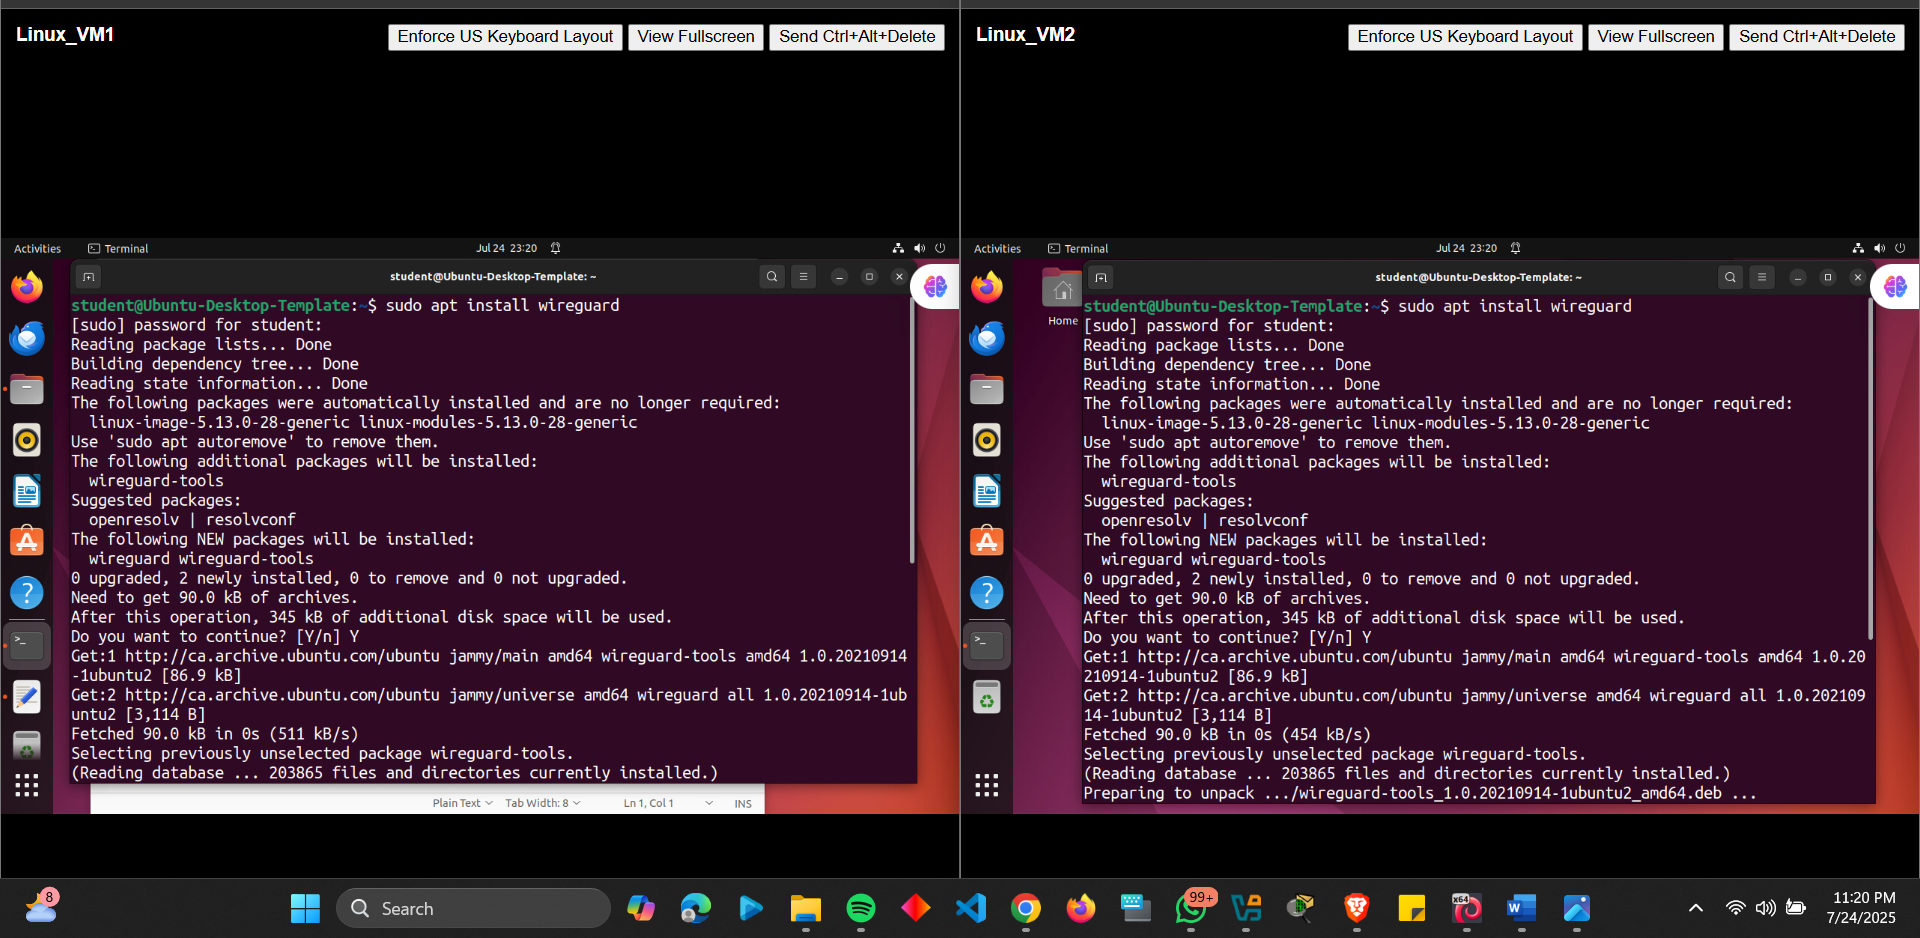 Linux_VM1
Enforce US Keyboard Layout
View Fullscreen
Send Ctrl+Alt+Delete
Activities
Terminal
Jul 24 23:20
student@Ubuntu-Desktop-Template: ~
student@Ubuntu-Desktop-Template:~$ sudo apt install wireguard
[sudo] password for student:
Reading package lists... Done
Building dependency tree... Done
Reading state information... Done
The following packages were automatically installed and are no longer required:
linux-image-5.13.0-28-generic linux-modules-5.13.0-28-generic
Use 'sudo apt autoremove' to remove them.
The following additional packages will be installed:
wireguard-tools
Suggested packages:
openresolv | resolvconf
The following NEW packages will be installed:
wireguard wireguard-tools
0 upgraded, 2 newly installed, 0 to remove and 0 not upgraded.
Need to get 90.0 kB of archives.
After this operation, 345 kB of additional disk space will be used.
Do you want to continue? [Y/n] Y
Get:1 http://ca.archive.ubuntu.com/ubuntu jammy/main amd64 wireguard-tools amd64 1.0.20210914
-1ubuntu2 [86.9 kB]
Get:2 http://ca.archive.ubuntu.com/ubuntu jammy/universe amd64 wireguard all 1.0.20210914-1ub
untu2 [3,114 B]
Fetched 90.0 kB in 0s (511 kB/s)
Selecting previously unselected package wireguard-tools.
(Reading database ... 203865 files and directories currently installed.)
Plain Text
Tab Width: 8
Ln 1, Col 1
INS
Linux_VM2
Enforce US Keyboard Layout
View Fullscreen
Send Ctrl+Alt+Delete
Activities
Terminal
Jul 24 23:20
Home
student@Ubuntu-Desktop-Template: ~
student@Ubuntu-Desktop-Template:~$ sudo apt install wireguard
[sudo] password for student:
Reading package lists... Done
Building dependency tree... Done
Reading state information... Done
The following packages were automatically installed and are no longer required:
linux-image-5.13.0-28-generic linux-modules-5.13.0-28-generic
Use 'sudo apt autoremove' to remove them.
The following additional packages will be installed:
wireguard-tools
Suggested packages:
openresolv | resolvconf
The following NEW packages will be installed:
wireguard wireguard-tools
0 upgraded, 2 newly installed, 0 to remove and 0 not upgraded.
Need to get 90.0 kB of archives.
After this operation, 345 kB of additional disk space will be used.
Do you want to continue? [Y/n] Y
Get:1 http://ca.archive.ubuntu.com/ubuntu jammy/main amd64 wireguard-tools amd64 1.0.20
210914-1ubuntu2 [86.9 kB]
Get:2 http://ca.archive.ubuntu.com/ubuntu jammy/universe amd64 wireguard all 1.0.202109
14-1ubuntu2 [3,114 B]
Fetched 90.0 kB in 0s (454 kB/s)
Selecting previously unselected package wireguard-tools.
(Reading database ... 203865 files and directories currently installed.)
Preparing to unpack .../wireguard-tools_1.0.20210914-1ubuntu2_amd64.deb ...
8
Search
99+
x64
W
11:20 PM
7/24/2025